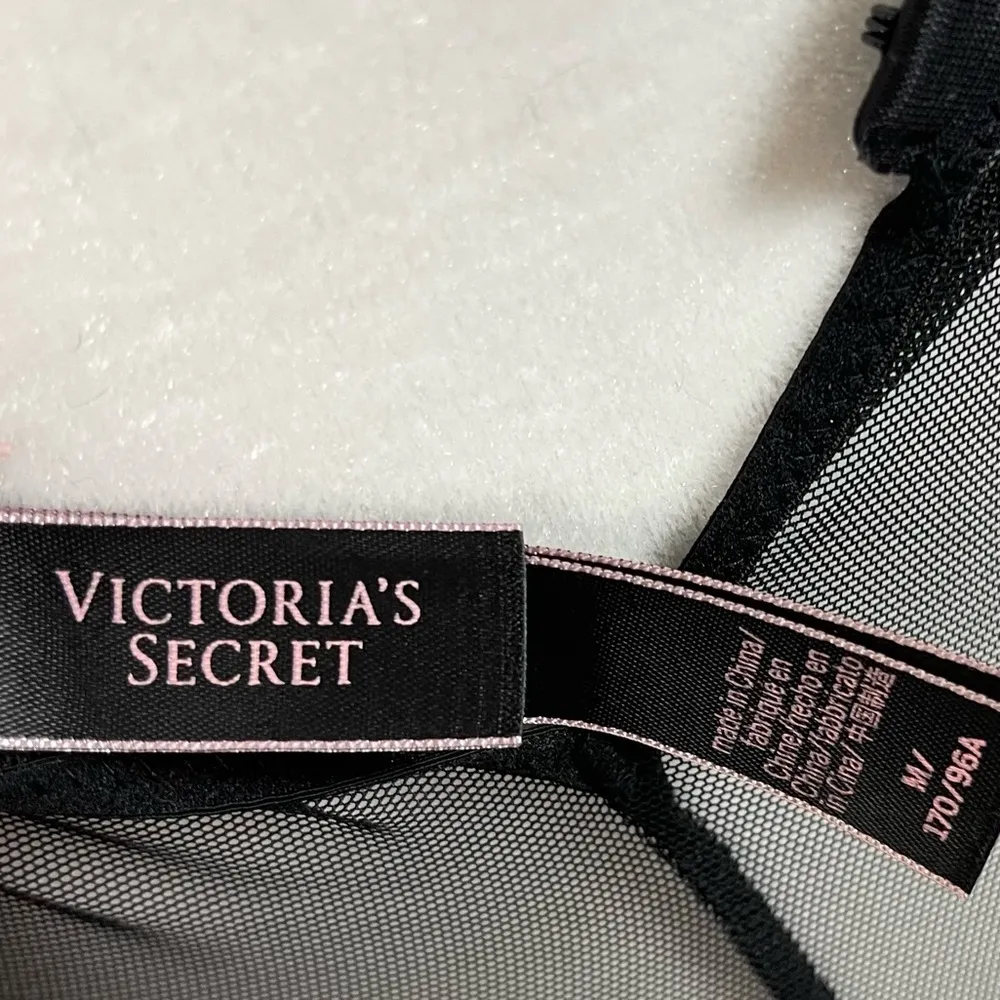 VICTORIA'S
SECRET
made in China/
fabriqué en
Chine/hecho en
China/fabbricato
in Cina/ 中国制造
M/
170/96A